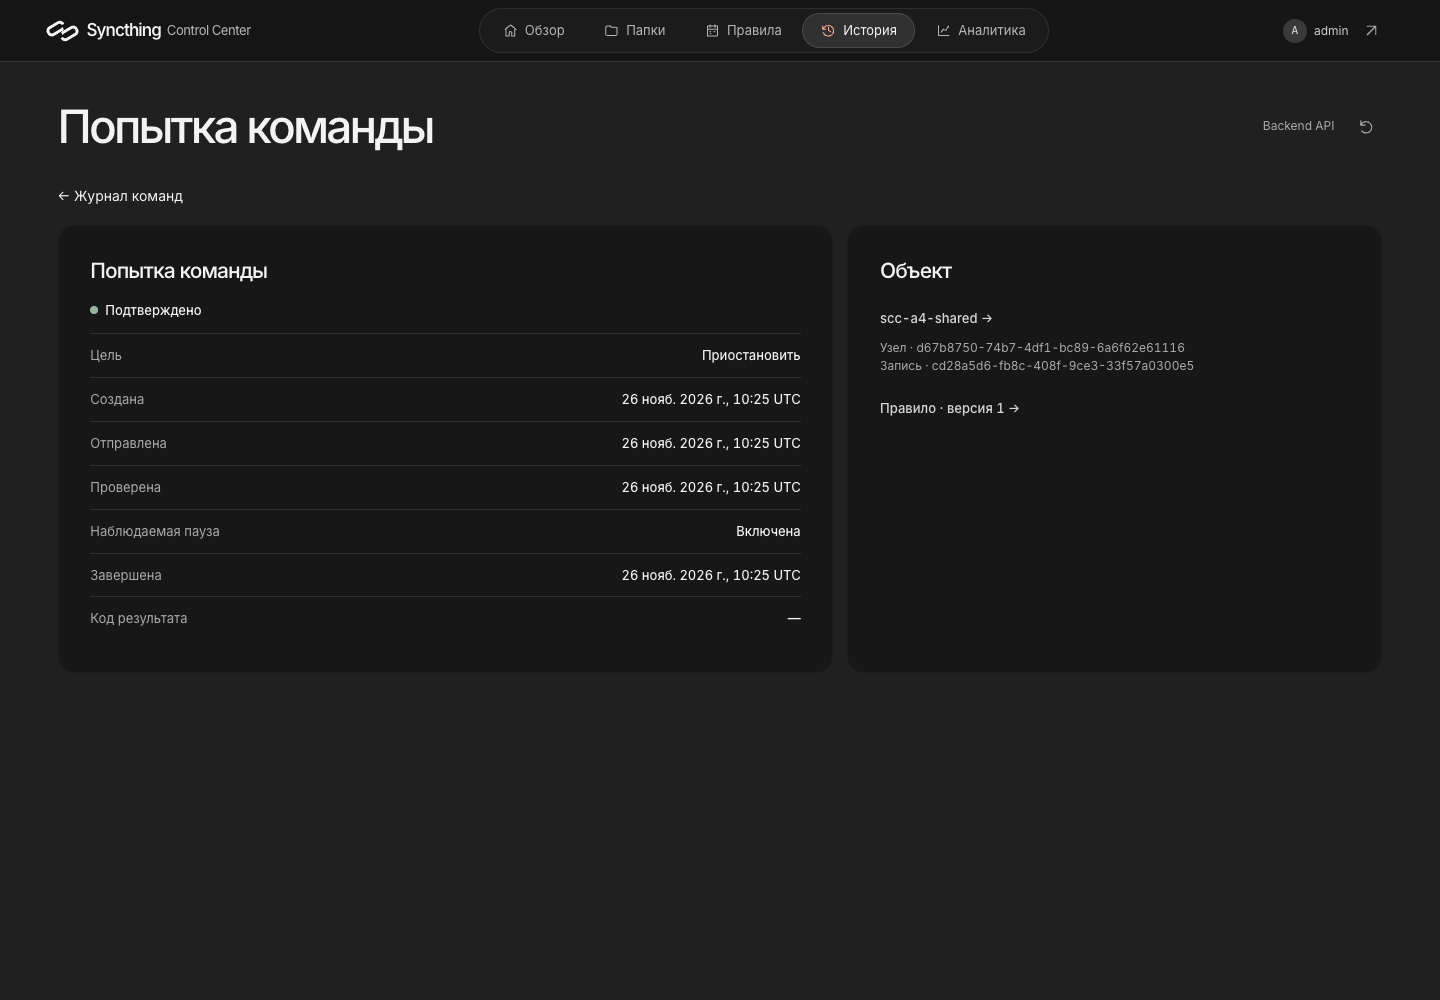 Syncthing Control Center
Обзор
Папки
Правила
История
Аналитика
A admin
Попытка команды
Backend API
← Журнал команд
Попытка команды
Подтверждено
Цель Приостановить
Создана 26 нояб. 2026 г., 10:25 UTC
Отправлена 26 нояб. 2026 г., 10:25 UTC
Проверена 26 нояб. 2026 г., 10:25 UTC
Наблюдаемая пауза Включена
Завершена 26 нояб. 2026 г., 10:25 UTC
Код результата —
Объект
scc-a4-shared →
Узел · d67b8750-74b7-4df1-bc89-6a6f62e61116
Запись · cd28a5d6-fb8c-408f-9ce3-33f57a0300e5
Правило · версия 1 →